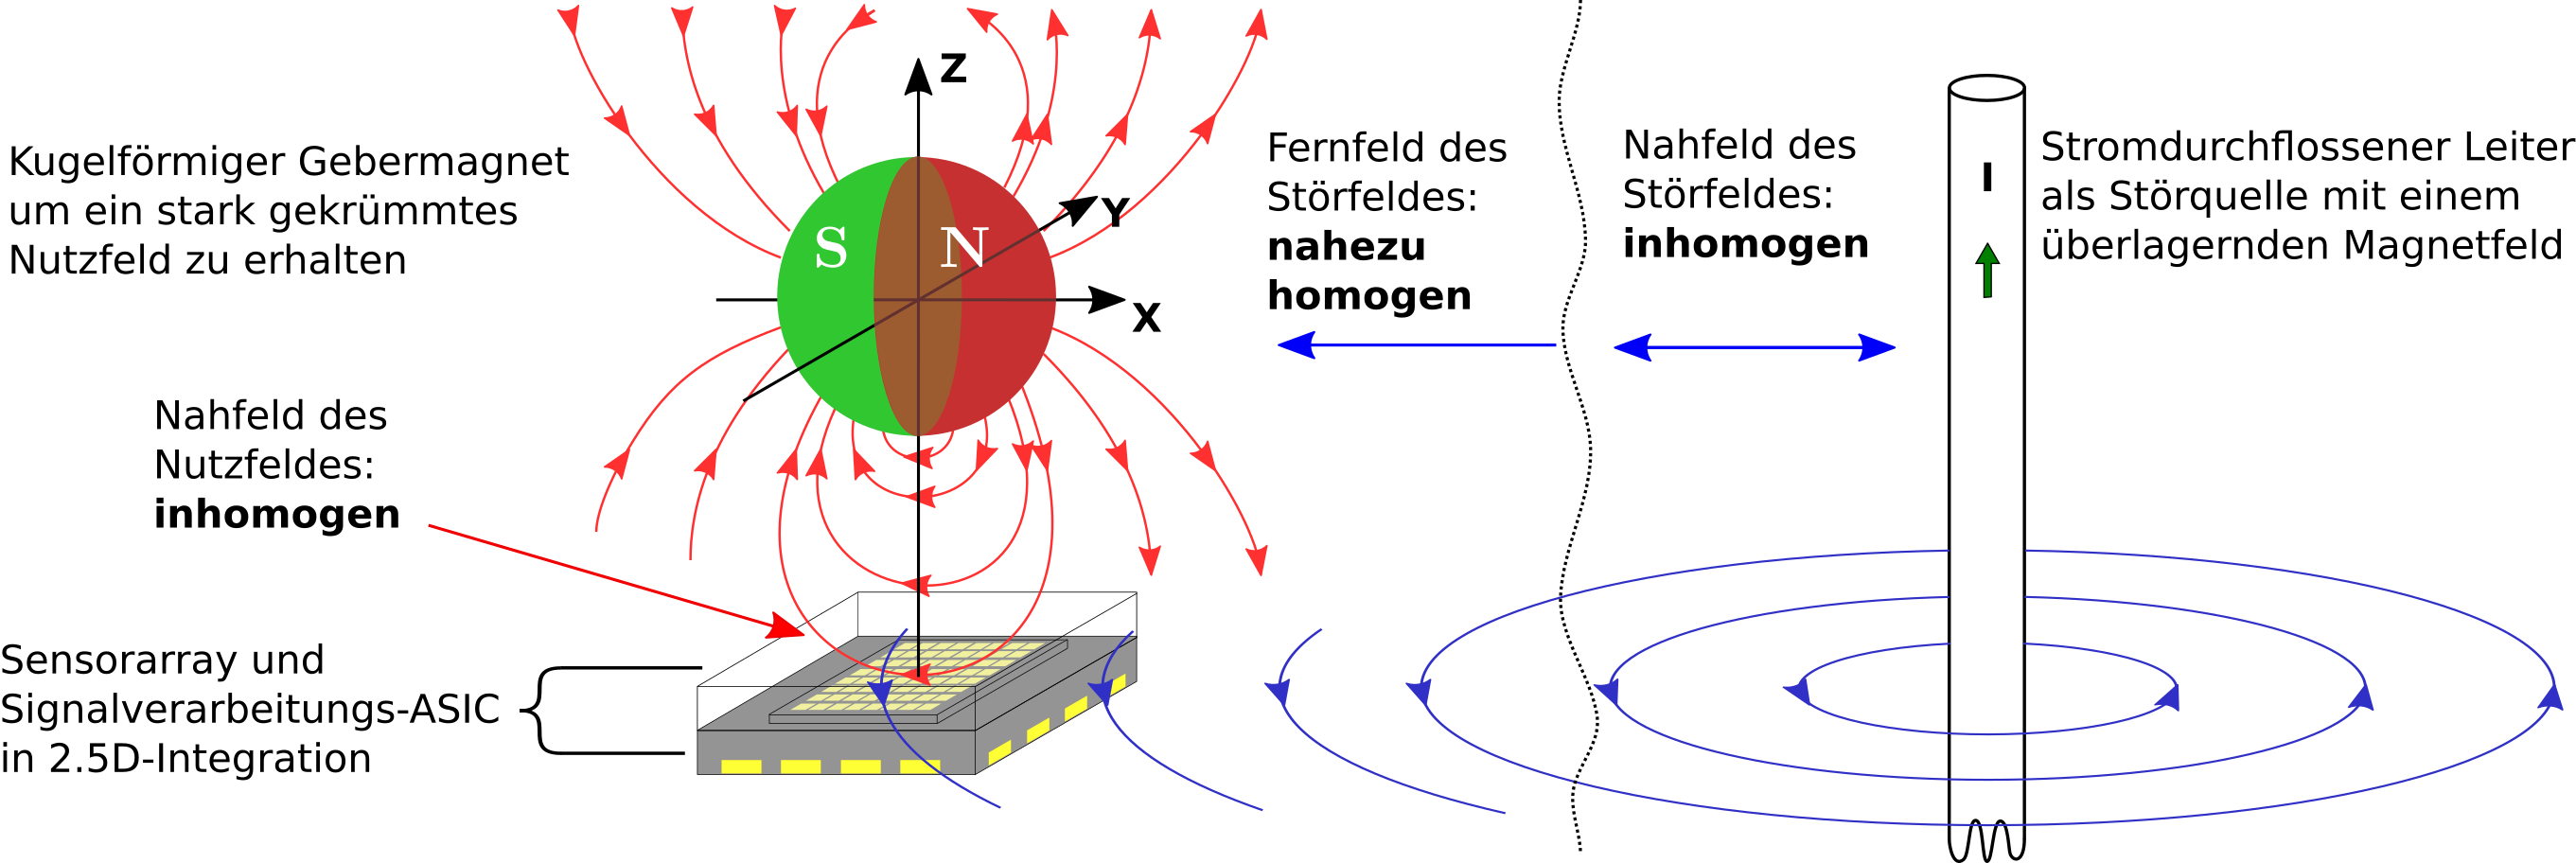 Kugelförmiger Gebermagnet
um ein stark gekrümmtes
Nutzfeld zu erhalten
Z
Y
X
S
N
Fernfeld des
Störfeldes:
nahezu
homogen
Nahfeld des
Störfeldes:
inhomogen
I
Stromdurchflossener Leiter
als Störquelle mit einem
überlagernden Magnetfeld
Nahfeld des
Nutzfeldes:
inhomogen
Sensorarray und
Signalverarbeitungs-ASIC
in 2.5D-Integration